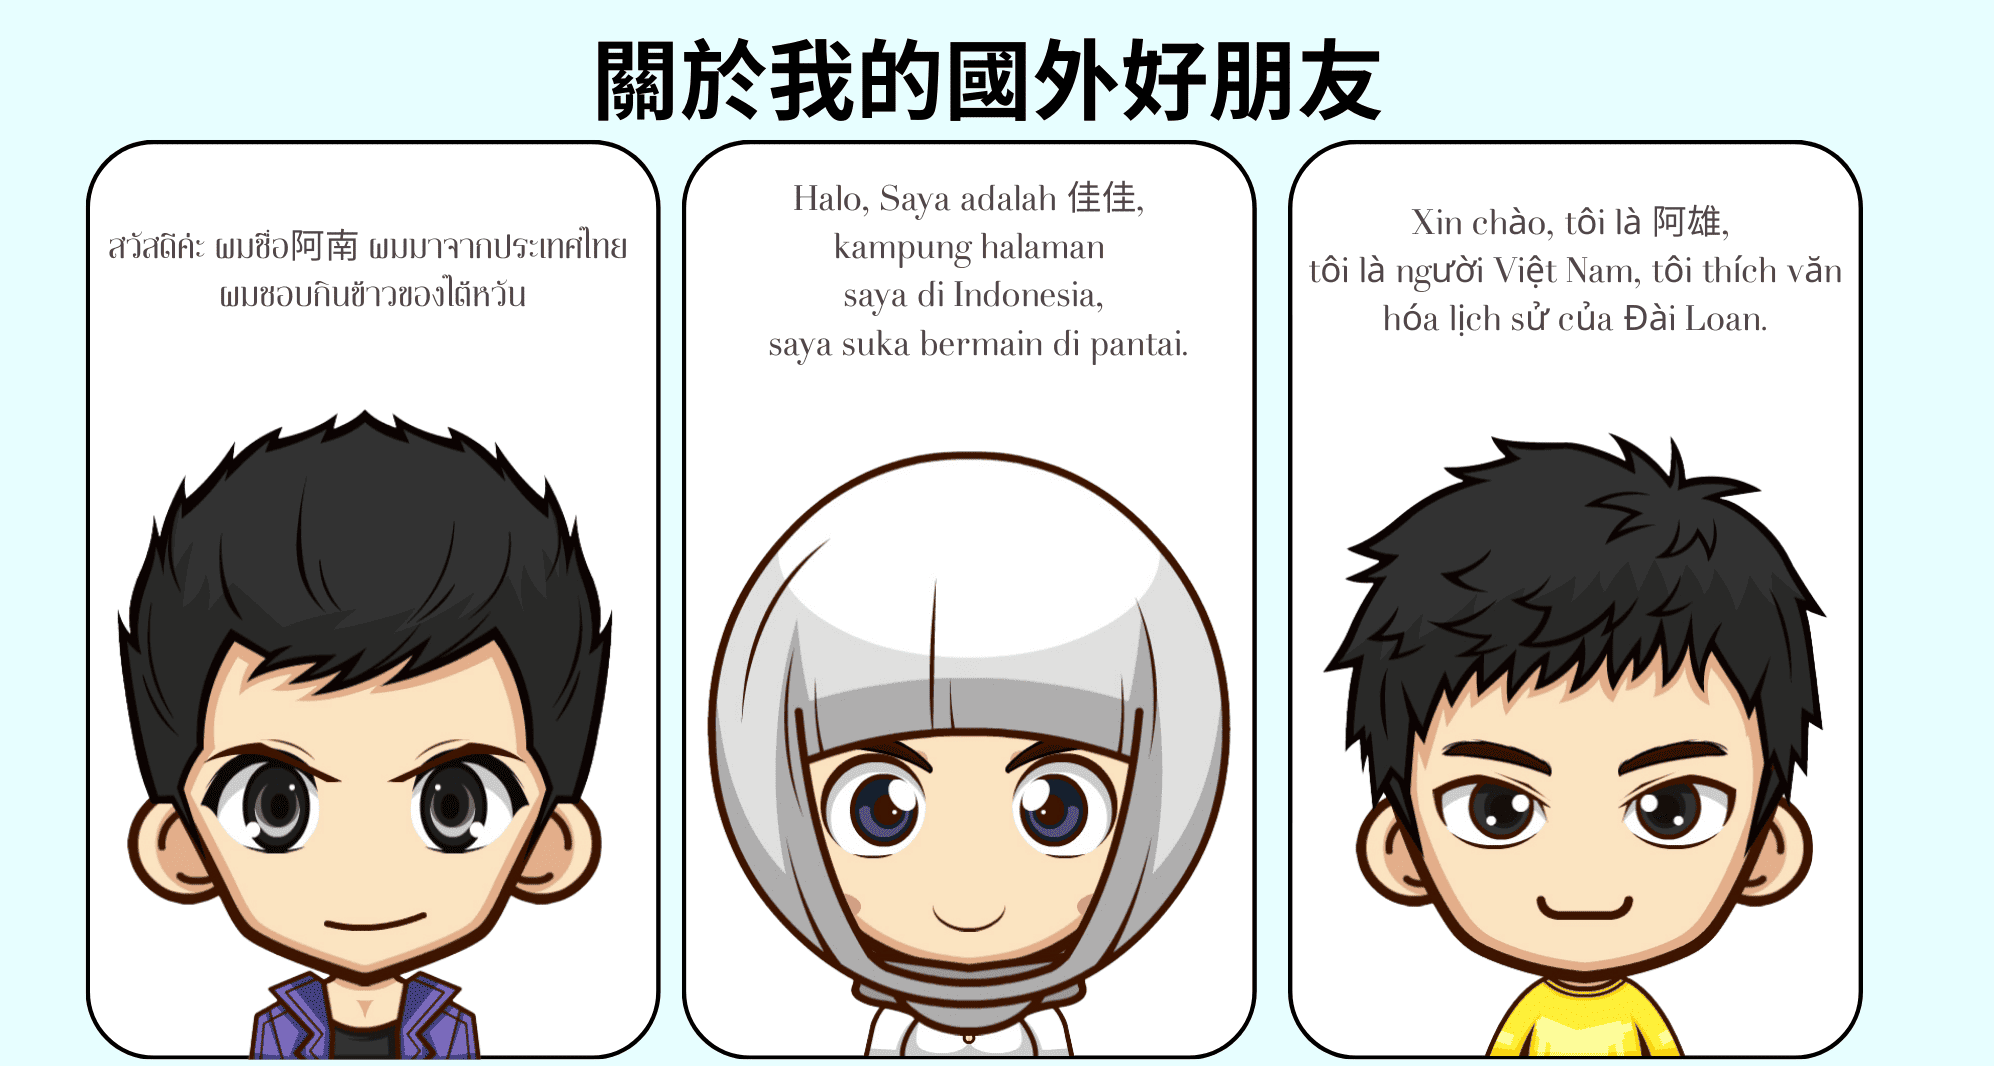 關於我的國外好朋友
สวัสดีค่ะ ผมชื่อ阿南 ผมมาจากประเทศไทย
ผมชอบกินข้าวของไต้หวัน
Halo, Saya adalah 佳佳,
kampung halaman
saya di Indonesia,
saya suka bermain di pantai.
Xin chào, tôi là 阿雄,
tôi là người Việt Nam, tôi thích văn
hóa lịch sử của Đài Loan.